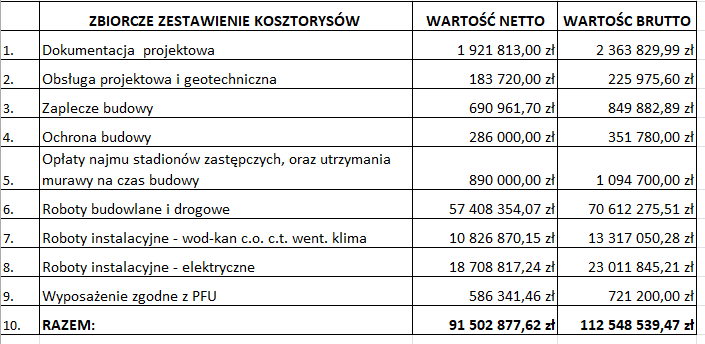 ZBIORCZE ZESTAWIENIE KOSZTORYSÓW WARTOŚĆ NETTO WARTOŚC BRUTTO
1. Dokumentacja projektowa 1 921 813,00 zł 2 363 829,99 zł
2. Obsługa projektowa i geotechniczna 183 720,00 zł 225 975,60 zł
3. Zaplecze budowy 690 961,70 zł 849 882,89 zł
4. Ochrona budowy 286 000,00 zł 351 780,00 zł
Opłaty najmu stadionów zastępczych, oraz utrzymania
5. murawy na czas budowy 890 000,00 zł 1 094 700,00 zł
6. Roboty budowlane i drogowe 57 408 354,07 zł 70 612 275,51 zł
7. Roboty instalacyjne - wod-kan c.o. c.t. went. klima 10 826 870,15 zł 13 317 050,28 zł
8. Roboty instalacyjne - elektryczne 18 708 817,24 zł 23 011 845,21 zł
9. Wyposażenie zgodne z PFU 586 341,46 zł 721 200,00 zł
10. RAZEM: 91 502 877,62 zł 112 548 539,47 zł